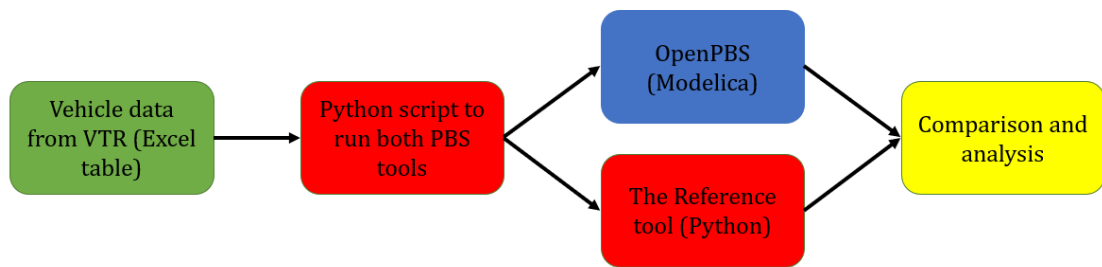 Vehicle data
from VTR (Excel
table)
Python script to
run both PBS
tools
OpenPBS
(Modelica)
The Reference
tool (Python)
Comparison and
analysis